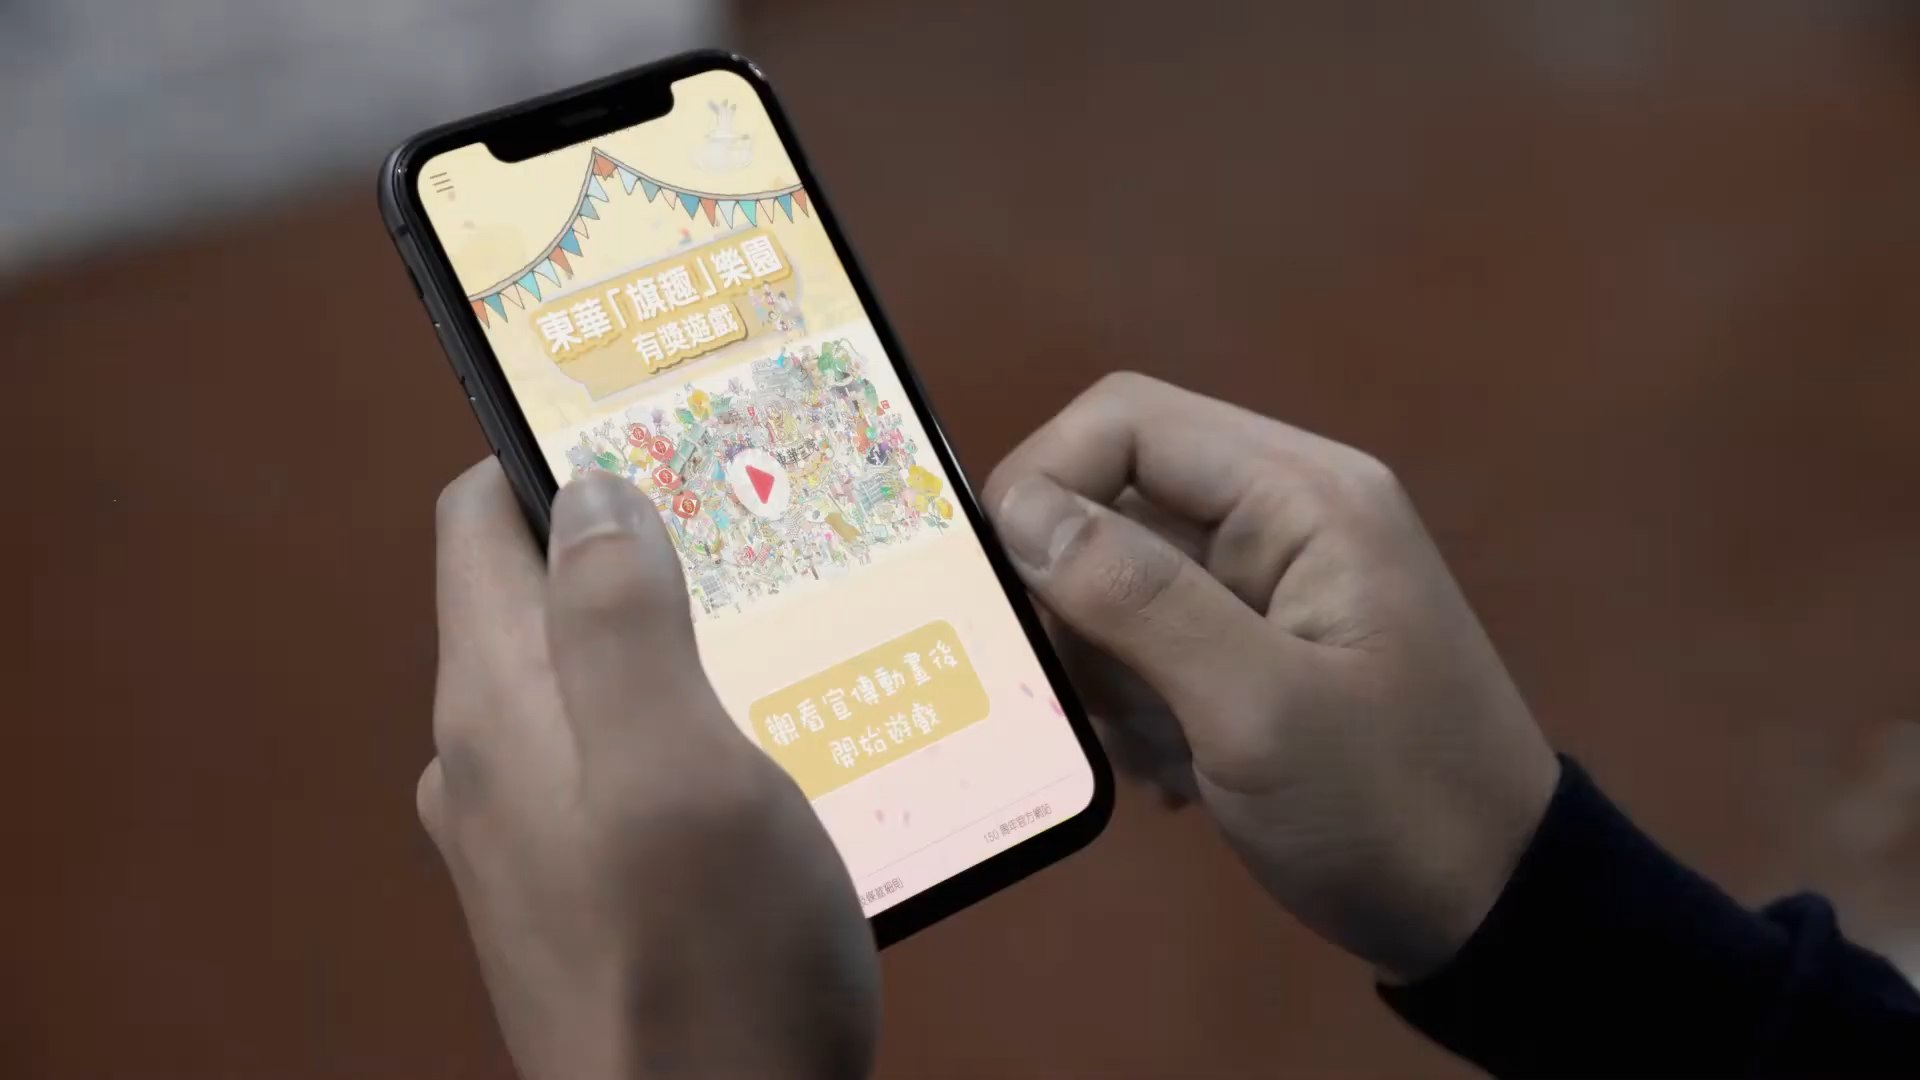 東華「旗趣」樂園
有獎遊戲
觀看宣傳動畫後
開始遊戲
150 周年官方網站